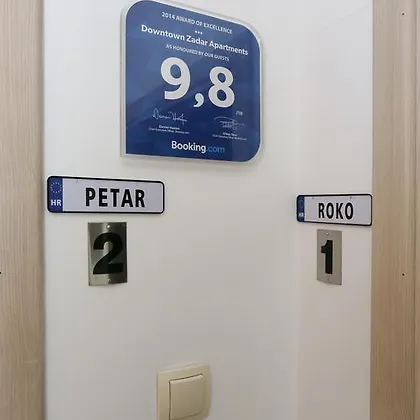 2014 AWARD OF EXCELLENCE
Downtown Zadar Apartments
AS HONOURED BY OUR GUESTS
9,8
/10
Booking.com
HR PETAR
2
HR ROKO
1